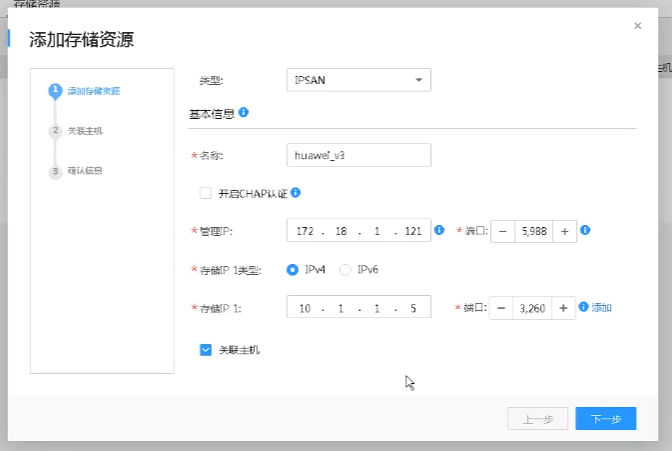 存储资源
添加存储资源
×
主机
1 添加存储资源
2 关联主机
3 确认信息
类型: IPSAN
基本信息
*名称: huawei_v3
开启CHAP认证
*管理IP: 172 . 18 . 1 . 121 *端口: − 5,988 +
*存储IP 1类型: IPv4 IPv6
*存储IP 1: 10 . 1 . 1 . 5 *端口: − 3,260 + 添加
关联主机
上一步 下一步